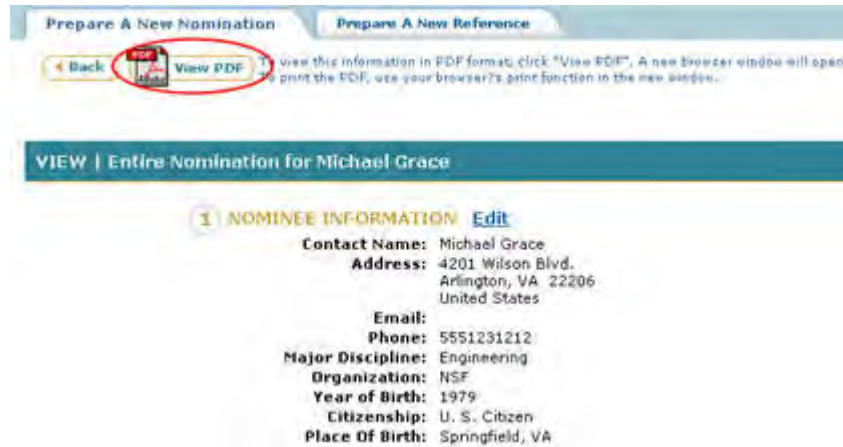 Prepare A New Nomination
Prepare A New Reference
Back
PDF
View PDF
To view this information in PDF format, click "View PDF". A new browser window will open
To print the PDF, use your browser?s print function in the new window.
VIEW | Entire Nomination for Michael Grace
1 NOMINEE INFORMATION Edit
Contact Name: Michael Grace
Address: 4201 Wilson Blvd.
Arlington, VA 22206
United States
Email:
Phone: 5551231212
Major Discipline: Engineering
Organization: NSF
Year of Birth: 1979
Citizenship: U. S. Citizen
Place Of Birth: Springfield, VA